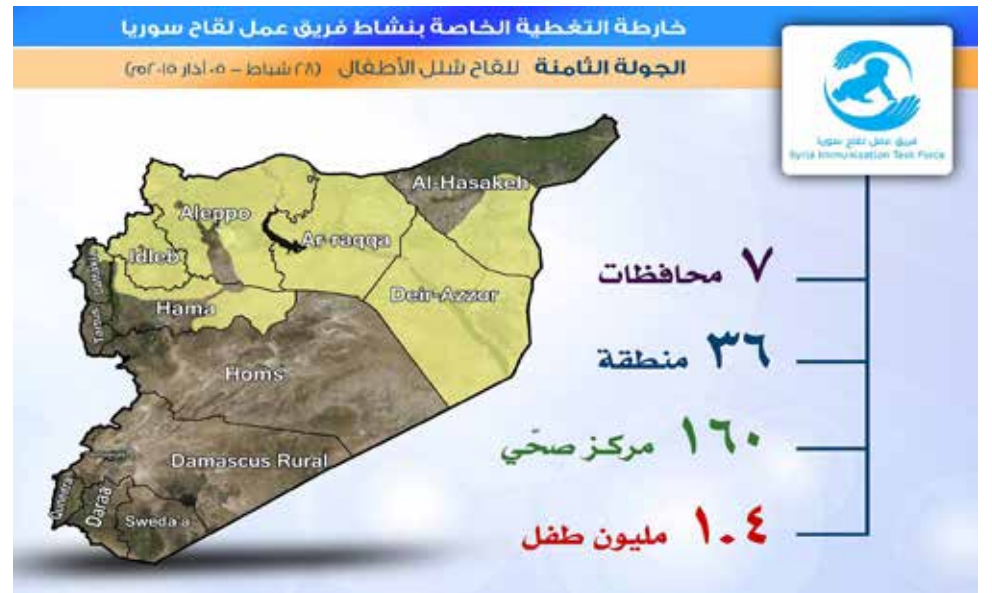 خارطة التغطية الخاصة بنشاط فريق عمل لقاح سوريا
الجولة الثامنة للقاح شلل الأطفال (٢٨ شباط – ٠٥ آذار ٢٠١٥م)
فريق عمل لقاح سوريا
Syria Immunization Task Force
Al-Hasakeh
Aleppo
Ar-raqqa
Idleb
Deir-Azzor
Hama
Homs
Damascus Rural
Daraa
Sweda'a
٧ محافظات
٣٦ منطقة
١٦٠ مركز صحّي
١.٤ مليون طفل